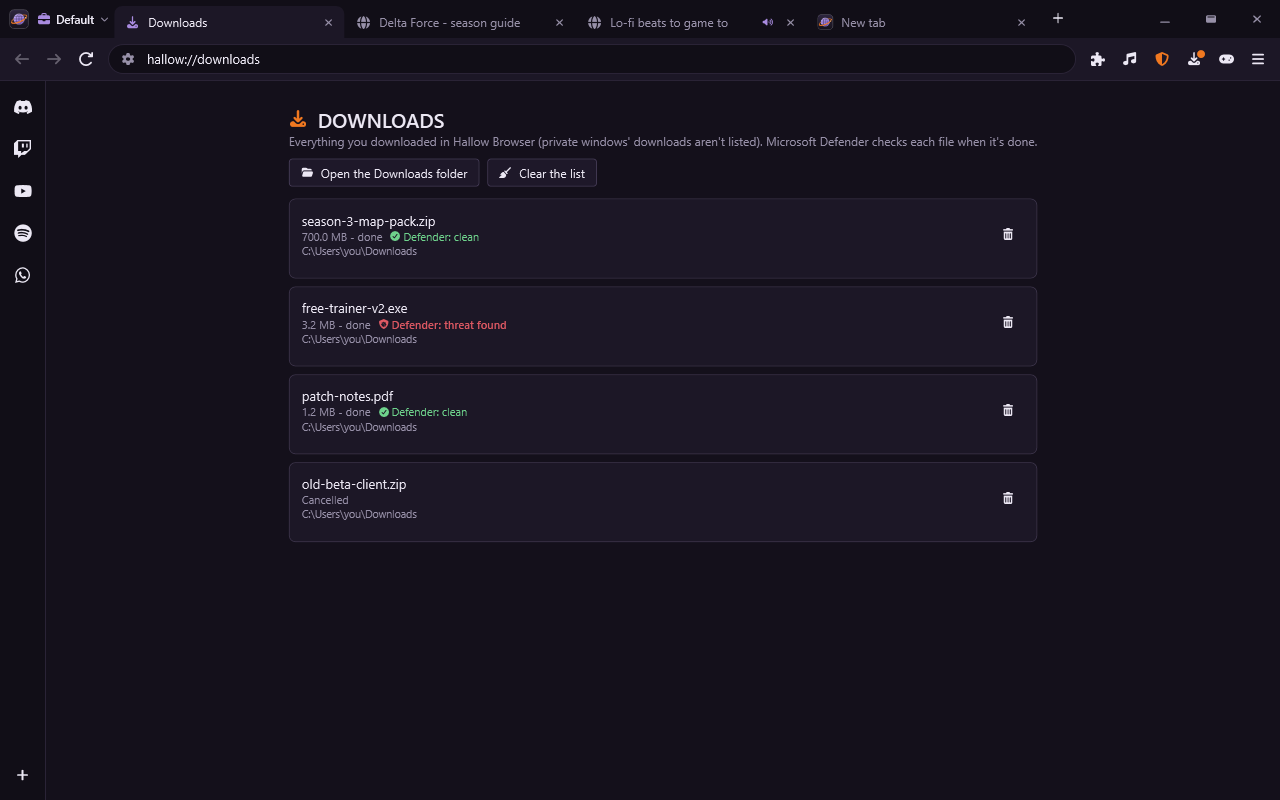 Default
Downloads
Delta Force - season guide
Lo-fi beats to game to
New tab
hallow://downloads
DOWNLOADS
Everything you downloaded in Hallow Browser (private windows' downloads aren't listed). Microsoft Defender checks each file when it's done.
Open the Downloads folder
Clear the list
season-3-map-pack.zip
700.0 MB - done Defender: clean
C:\Users\you\Downloads
free-trainer-v2.exe
3.2 MB - done Defender: threat found
C:\Users\you\Downloads
patch-notes.pdf
1.2 MB - done Defender: clean
C:\Users\you\Downloads
old-beta-client.zip
Cancelled
C:\Users\you\Downloads